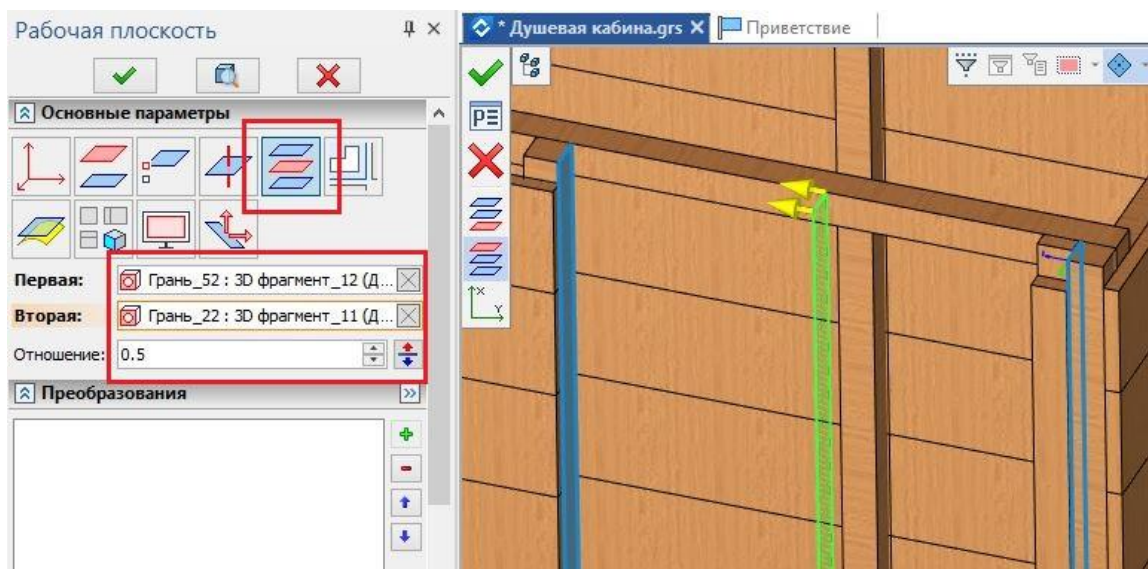 Рабочая плоскость
* Душевая кабина.grs X
Приветствие
Основные параметры
Первая: Грань_52 : 3D фрагмент_12 (Д...
Вторая: Грань_22 : 3D фрагмент_11 (Д...
Отношение: 0.5
Преобразования
X
Y